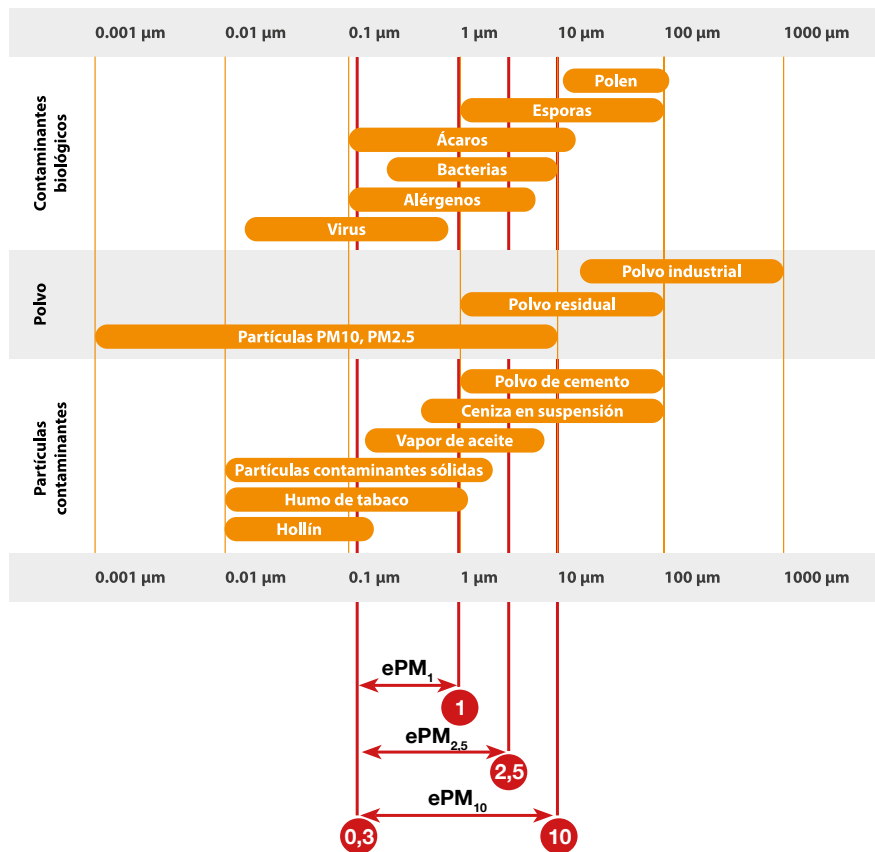 0.001 µm 0.01 µm 0.1 µm 1 µm 10 µm 100 µm 1000 µm
Contaminantes
biológicos
Polen
Esporas
Ácaros
Bacterias
Alérgenos
Virus
Polvo
Polvo industrial
Polvo residual
Partículas PM10, PM2.5
Partículas
contaminantes
Polvo de cemento
Ceniza en suspensión
Vapor de aceite
Partículas contaminantes sólidas
Humo de tabaco
Hollín
0.001 µm 0.01 µm 0.1 µm 1 µm 10 µm 100 µm 1000 µm
ePM1
1
ePM2,5
2,5
ePM10
0,3 10